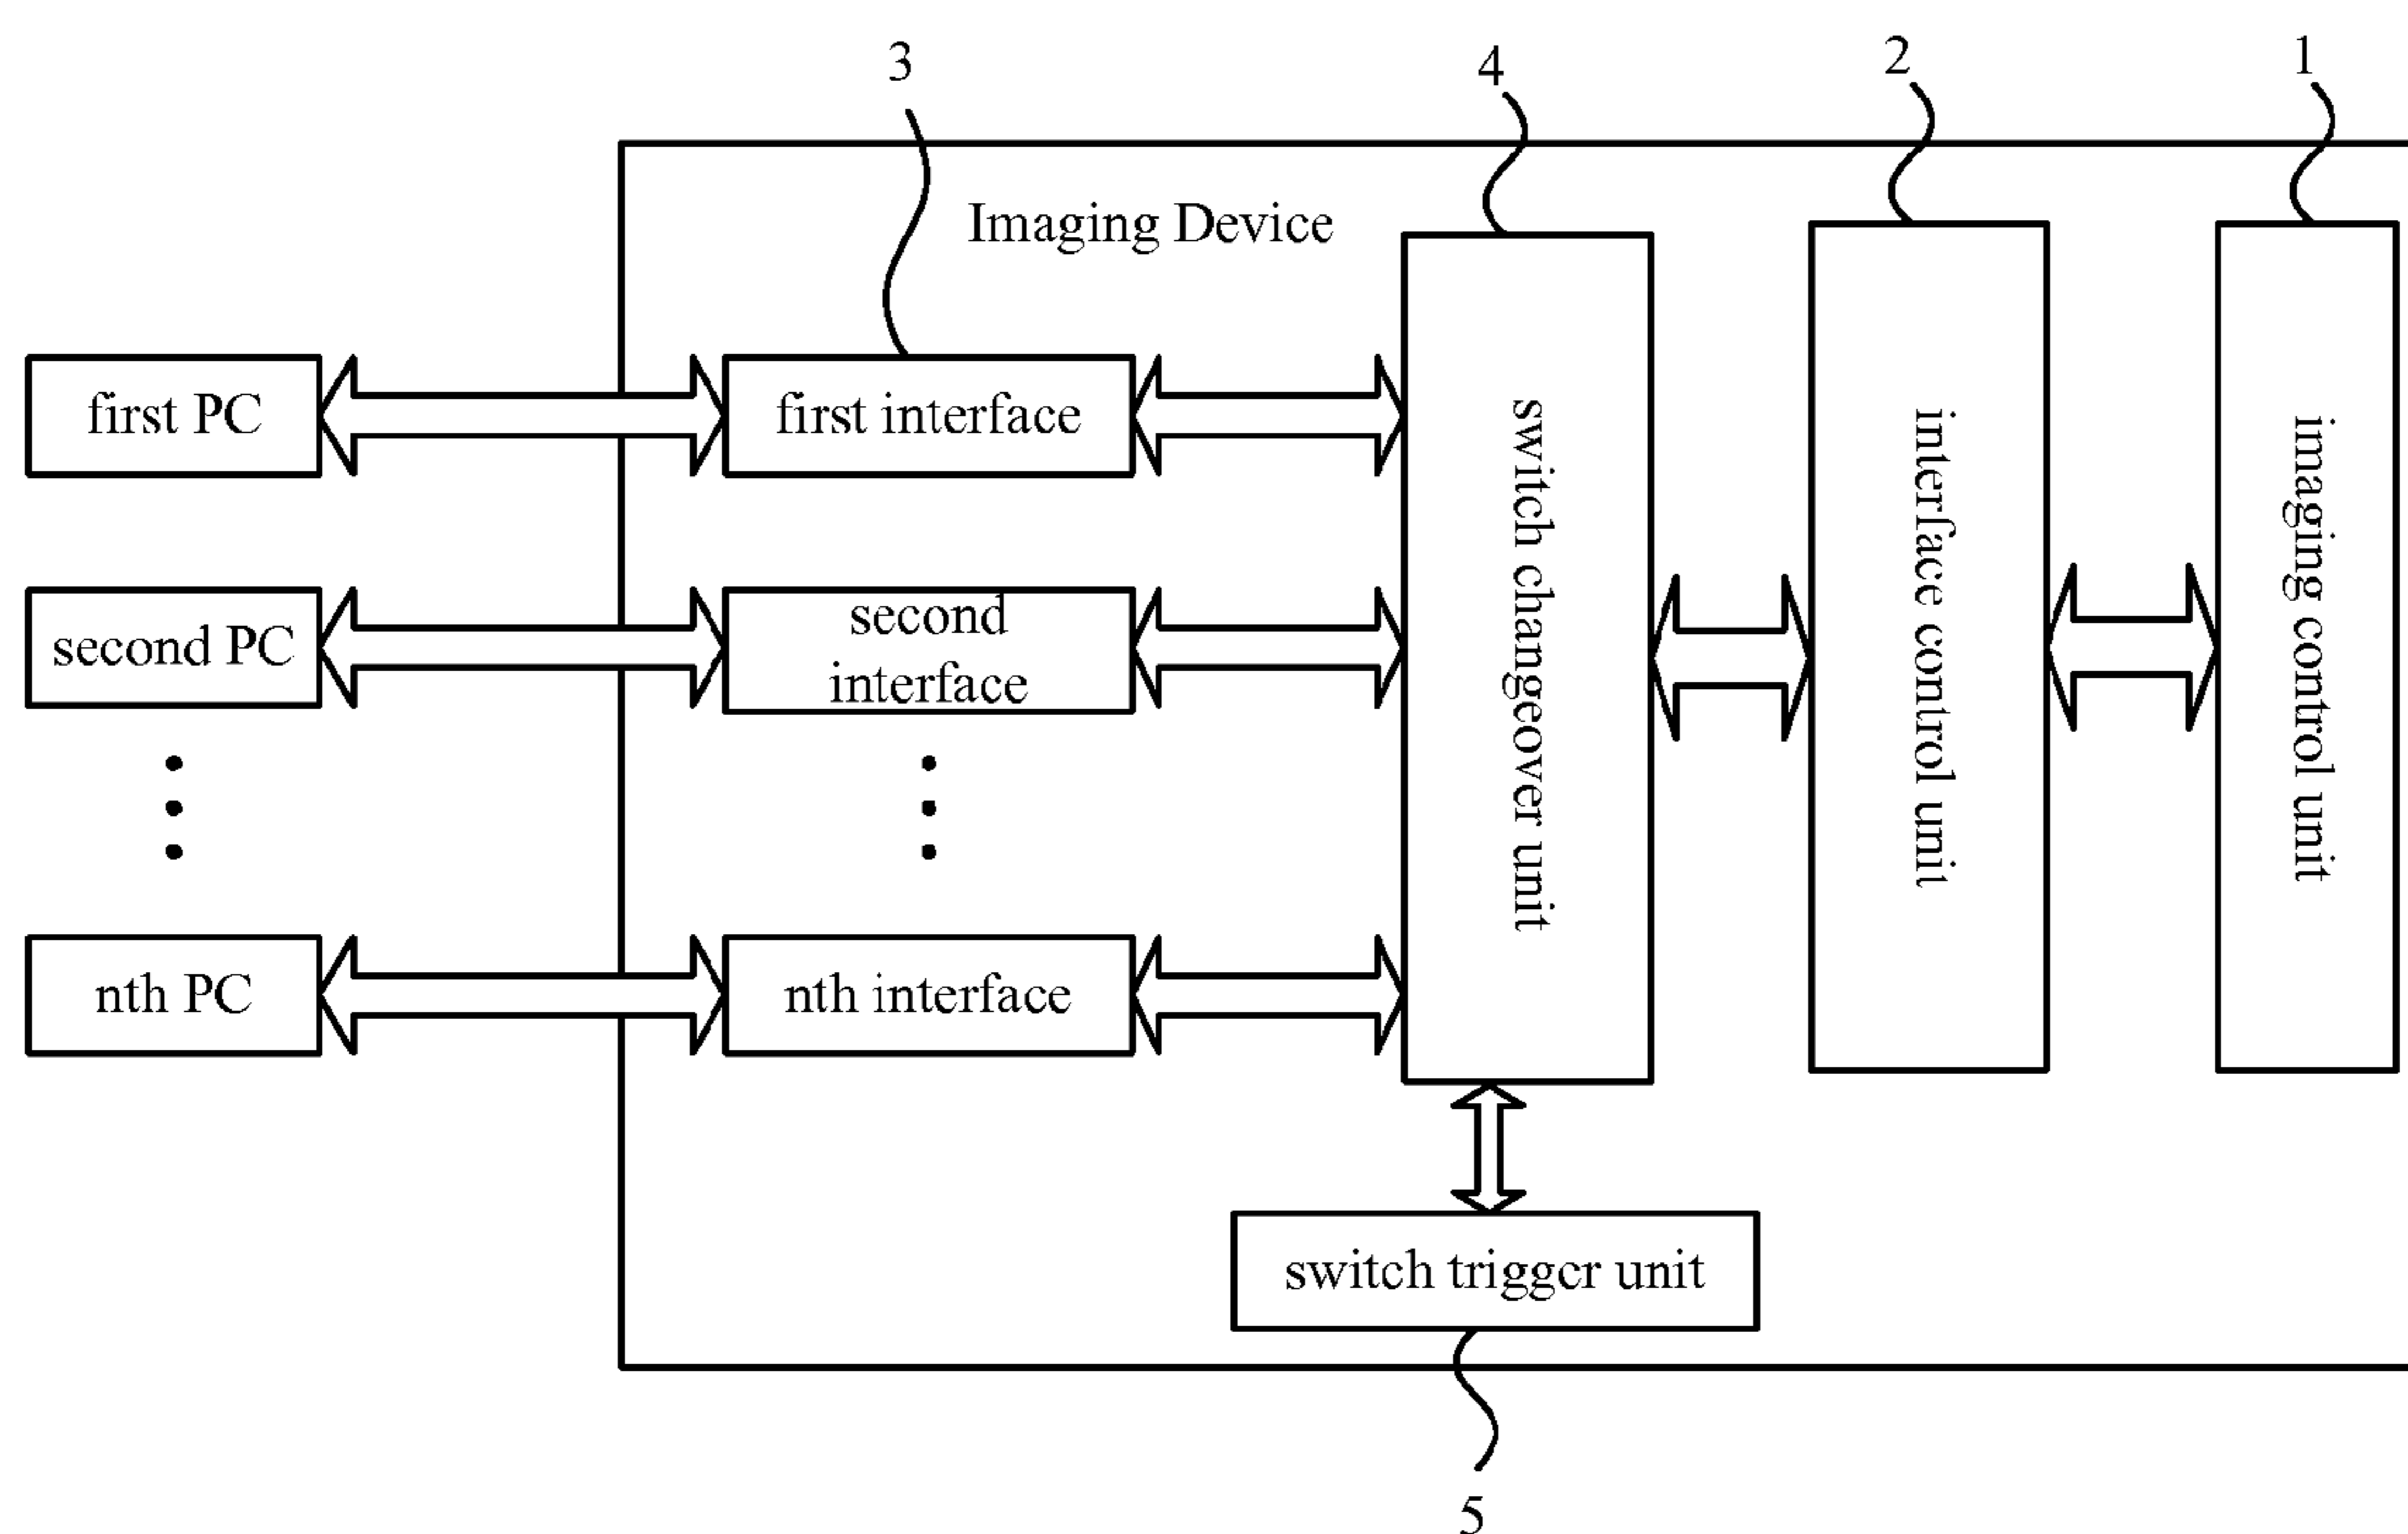 3
4
2
1
Imaging Device
first PC
first interface
second PC
second
interface
nth PC
nth interface
switch changeover unit
interface control unit
imaging control unit
switch trigger unit
5